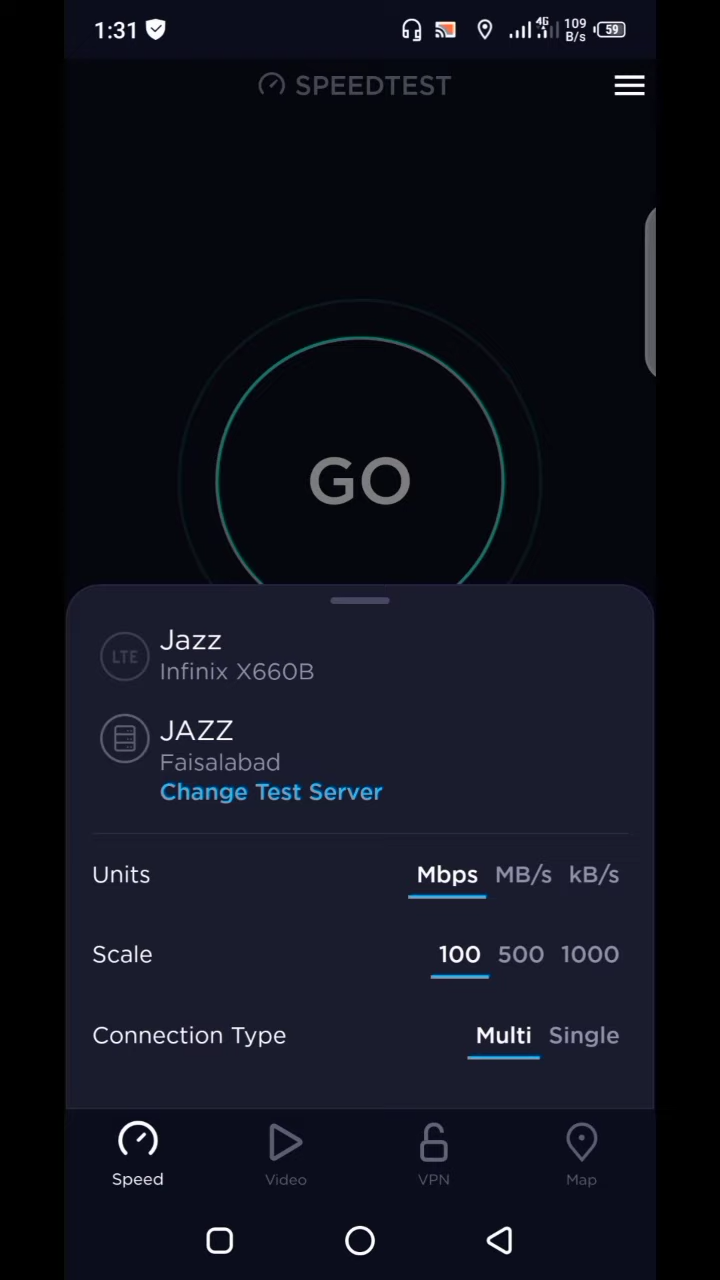 1:31 4G 109 B/s 59
SPEEDTEST
GO
LTE Jazz
Infinix X660B
JAZZ
Faisalabad
Change Test Server
Units Mbps MB/s kB/s
Scale 100 500 1000
Connection Type Multi Single
Speed Video VPN Map